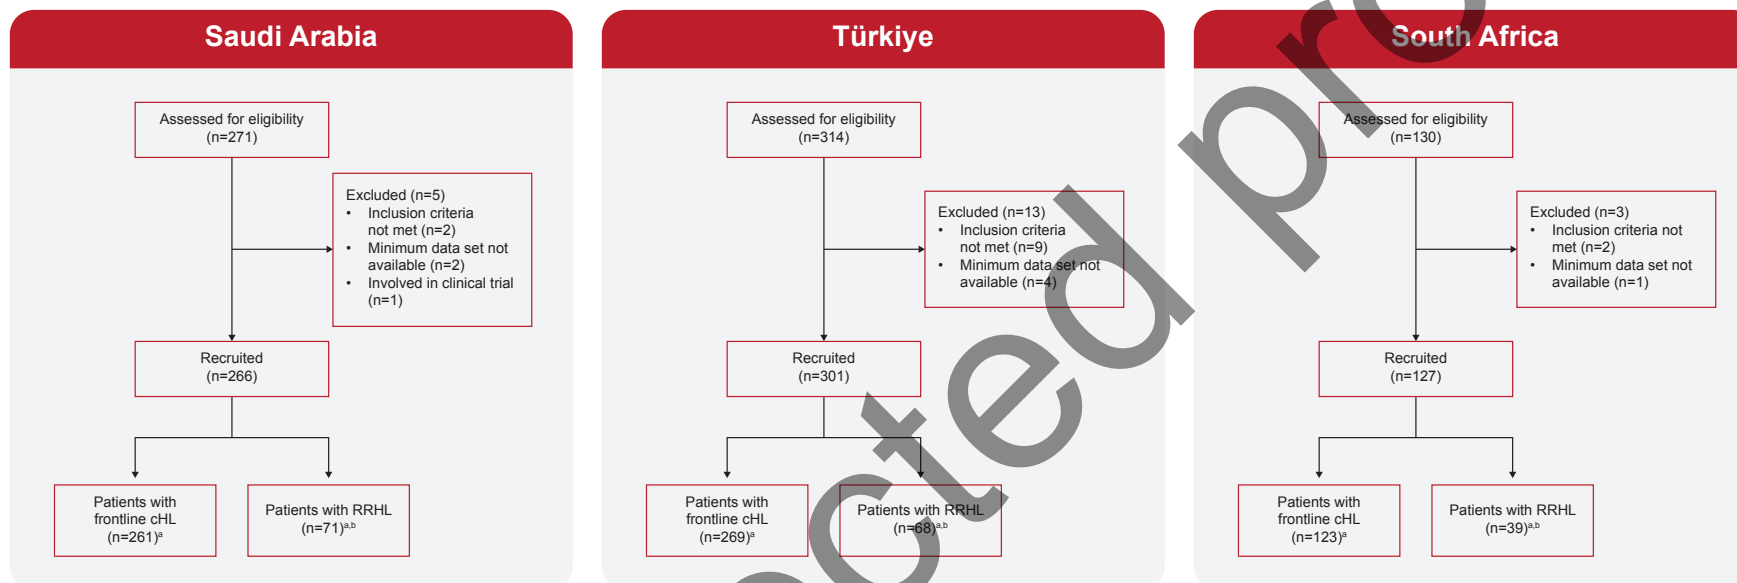 Saudi Arabia
Assessed for eligibility
(n=271)
Excluded (n=5)
• Inclusion criteria
not met (n=2)
• Minimum data set not
available (n=2)
• Involved in clinical trial
(n=1)
Recruited
(n=266)
Patients with
frontline cHL
(n=261)a
Patients with RRHL
(n=71)a,b
Türkiye
Assessed for eligibility
(n=314)
Excluded (n=13)
• Inclusion criteria
not met (n=9)
• Minimum data set not
available (n=4)
Recruited
(n=301)
Patients with
frontline cHL
(n=269)a
Patients with RRHL
(n=68)a,b
South Africa
Assessed for eligibility
(n=130)
Excluded (n=3)
• Inclusion criteria not
met (n=2)
• Minimum data set not
available (n=1)
Recruited
(n=127)
Patients with
frontline cHL
(n=123)a
Patients with RRHL
(n=39)a,b
cted pro